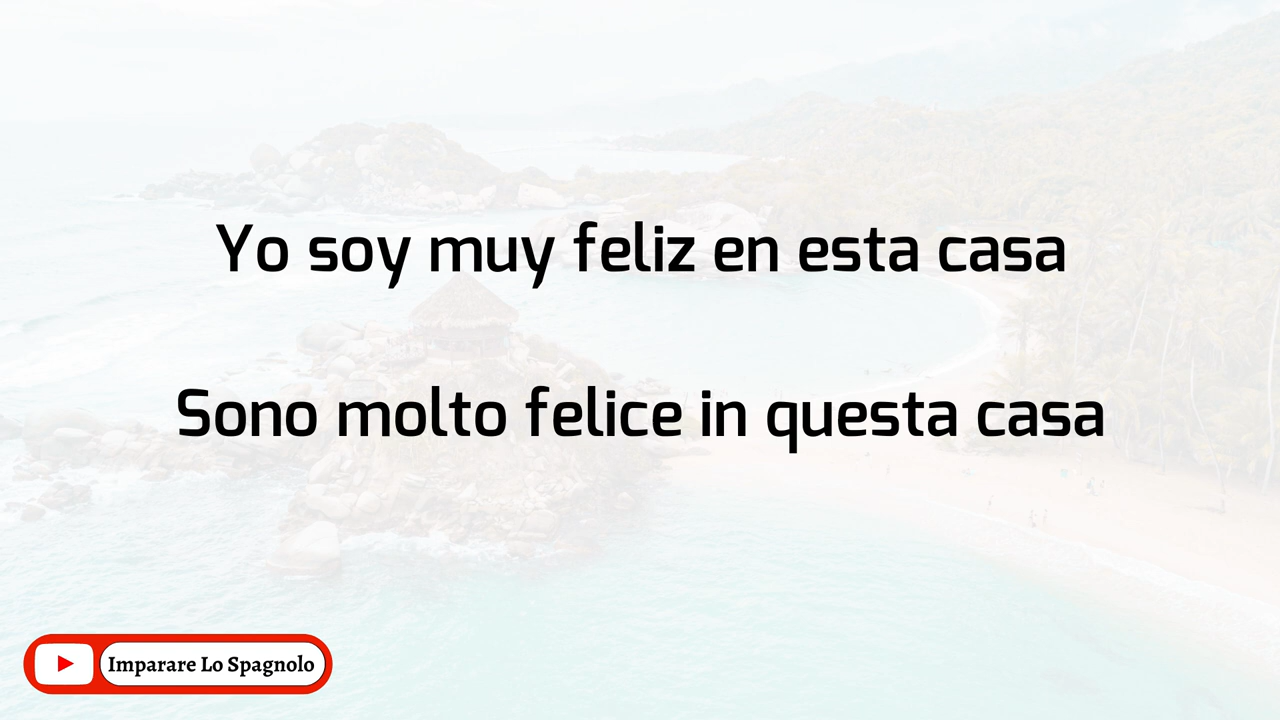 Yo soy muy feliz en esta casa
Sono molto felice in questa casa
Imparare Lo Spagnolo